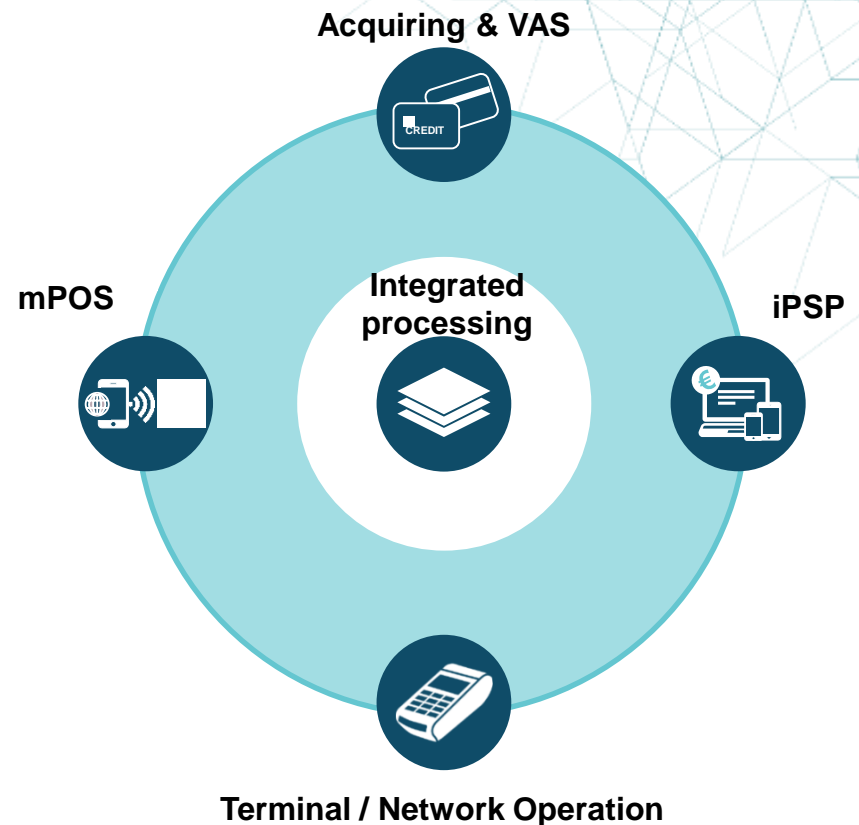 Acquiring & VAS
CREDIT
mPOS
Integrated
processing
iPSP
€
Terminal / Network Operation